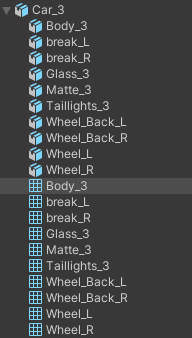 Car_3
Body_3
break_L
break_R
Glass_3
Matte_3
Taillights_3
Wheel_Back_L
Wheel_Back_R
Wheel_L
Wheel_R
Body_3
break_L
break_R
Glass_3
Matte_3
Taillights_3
Wheel_Back_L
Wheel_Back_R
Wheel_L
Wheel_R